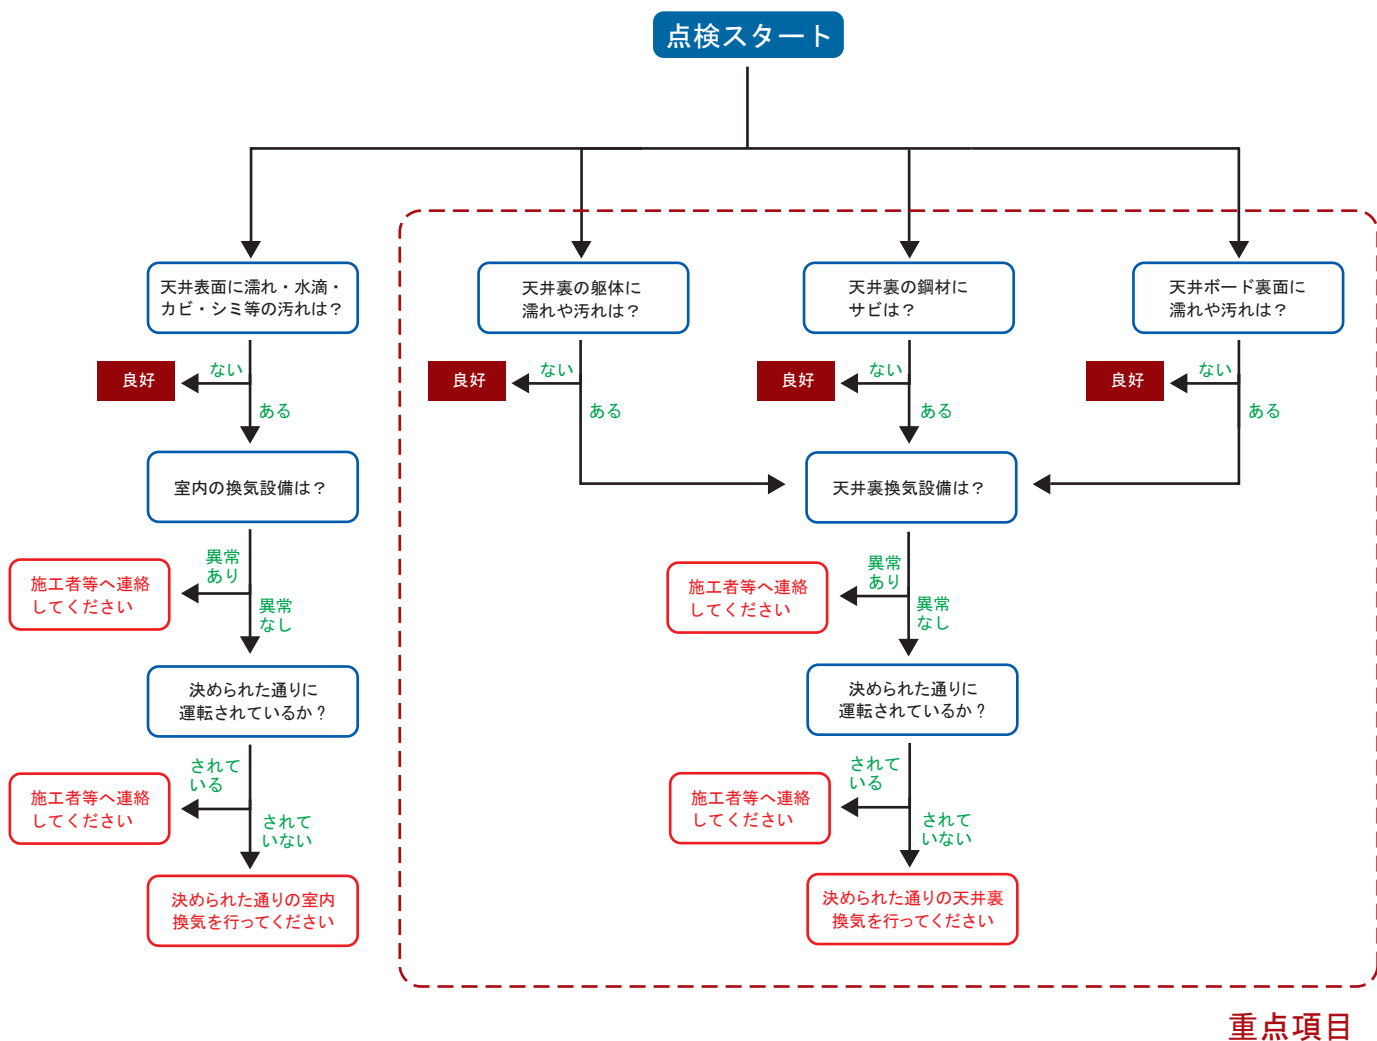 点検スタート
天井表面に濡れ・水滴・
カビ・シミ等の汚れは？
天井裏の躯体に
濡れや汚れは？
天井裏の鋼材に
サビは？
天井ボード裏面に
濡れや汚れは？
良好
ない
ある
良好
ない
ある
良好
ない
ある
良好
ない
ある
室内の換気設備は？
天井裏換気設備は？
異常
あり
施工者等へ連絡
してください
異常
なし
異常
あり
施工者等へ連絡
してください
異常
なし
決められた通りに
運転されているか？
決められた通りに
運転されているか？
されて
いる
施工者等へ連絡
してください
されて
いない
されて
いる
施工者等へ連絡
してください
されて
いない
決められた通りの室内
換気を行ってください
決められた通りの天井裏
換気を行ってください
重点項目